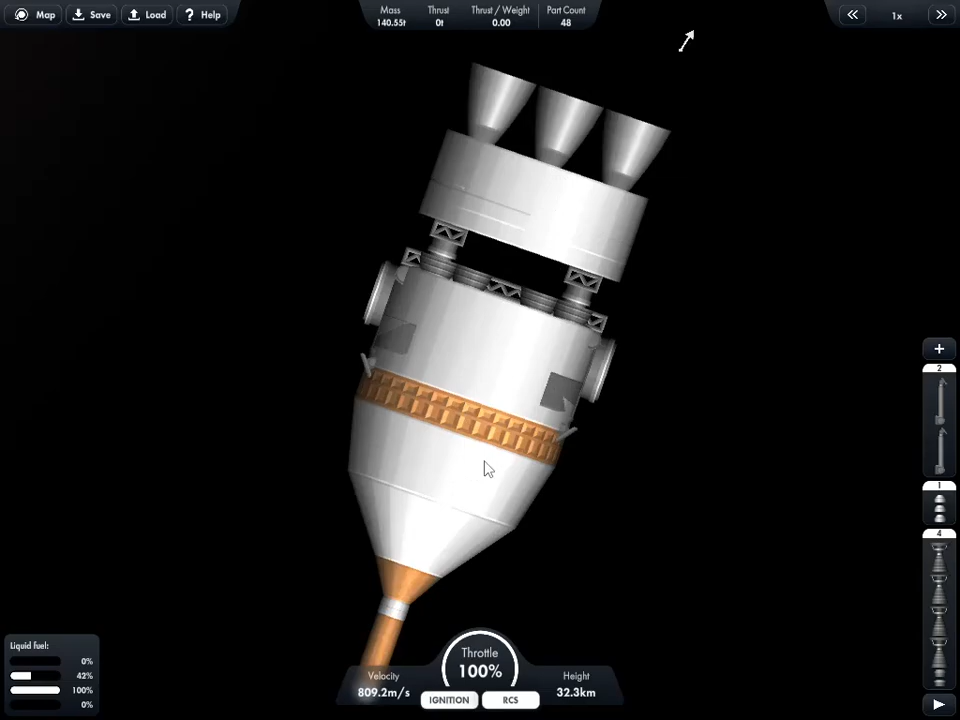 Map Save Load Help
Mass Thrust Thrust / Weight Part Count
140.55t 0t 0.00 48
1x
2
1
4
Liquid fuel:
0%
42%
100%
0%
Throttle
100%
Velocity
809.2m/s
Height
32.3km
IGNITION RCS